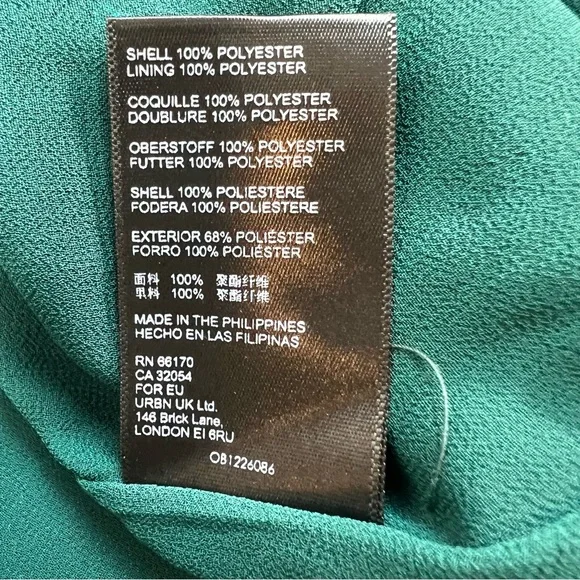 SHELL 100% POLYESTER
LINING 100% POLYESTER
COQUILLE 100% POLYESTER
DOUBLURE 100% POLYESTER
OBERSTOFF 100% POLYESTER
FUTTER 100% POLYESTER
SHELL 100% POLIESTERE
FODERA 100% POLIESTERE
EXTERIOR 68% POLIÉSTER
FORRO 100% POLIÉSTER
面料 100% 聚酯纤维
里料 100% 聚酯纤维
MADE IN THE PHILIPPINES
HECHO EN LAS FILIPINAS
RN 66170
CA 32054
FOR EU
URBN UK Ltd.
146 Brick Lane,
LONDON EI 6RU
OB1226086